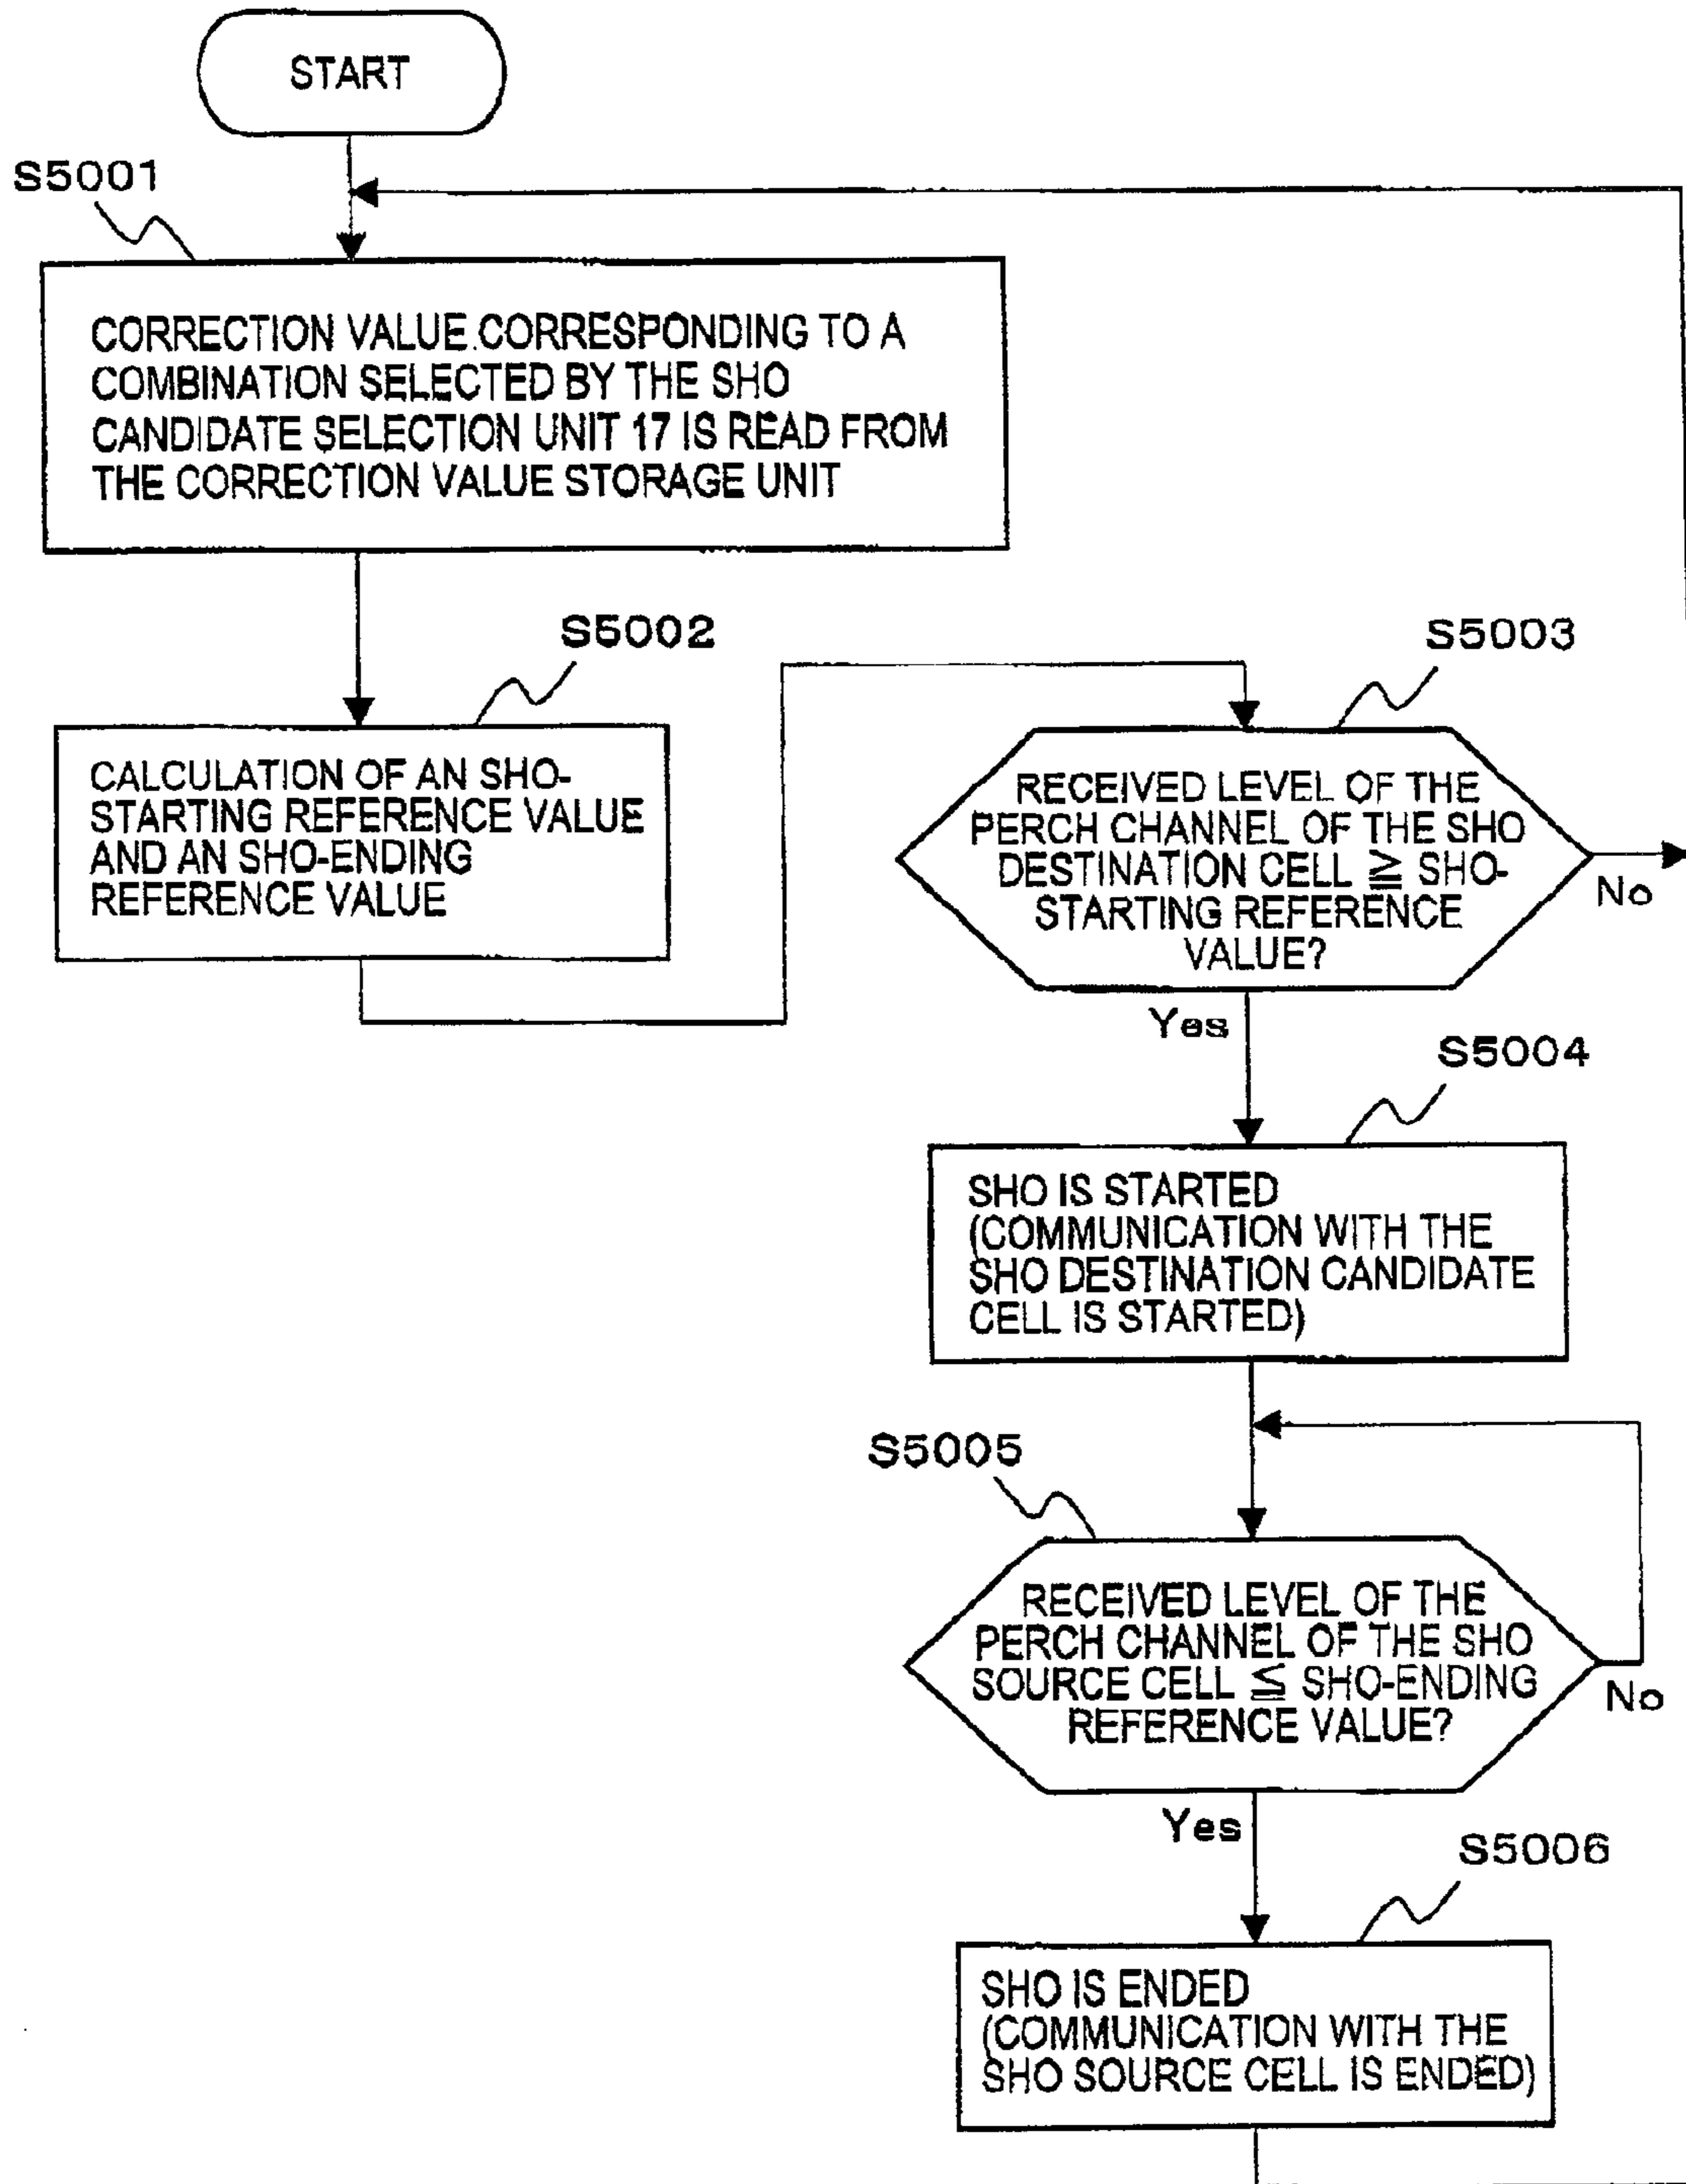 START
S5001
CORRECTION VALUE CORRESPONDING TO A
COMBINATION SELECTED BY THE SHO
CANDIDATE SELECTION UNIT 17 IS READ FROM
THE CORRECTION VALUE STORAGE UNIT
S5002
CALCULATION OF AN SHO-
STARTING REFERENCE VALUE
AND AN SHO-ENDING
REFERENCE VALUE
S5003
RECEIVED LEVEL OF THE
PERCH CHANNEL OF THE SHO
DESTINATION CELL ≧ SHO-
STARTING REFERENCE
VALUE?
No
Yes
S5004
SHO IS STARTED
(COMMUNICATION WITH THE
SHO DESTINATION CANDIDATE
CELL IS STARTED)
S5005
RECEIVED LEVEL OF THE
PERCH CHANNEL OF THE SHO
SOURCE CELL ≦ SHO-ENDING
REFERENCE VALUE?
No
Yes
S5006
SHO IS ENDED
(COMMUNICATION WITH THE
SHO SOURCE CELL IS ENDED)